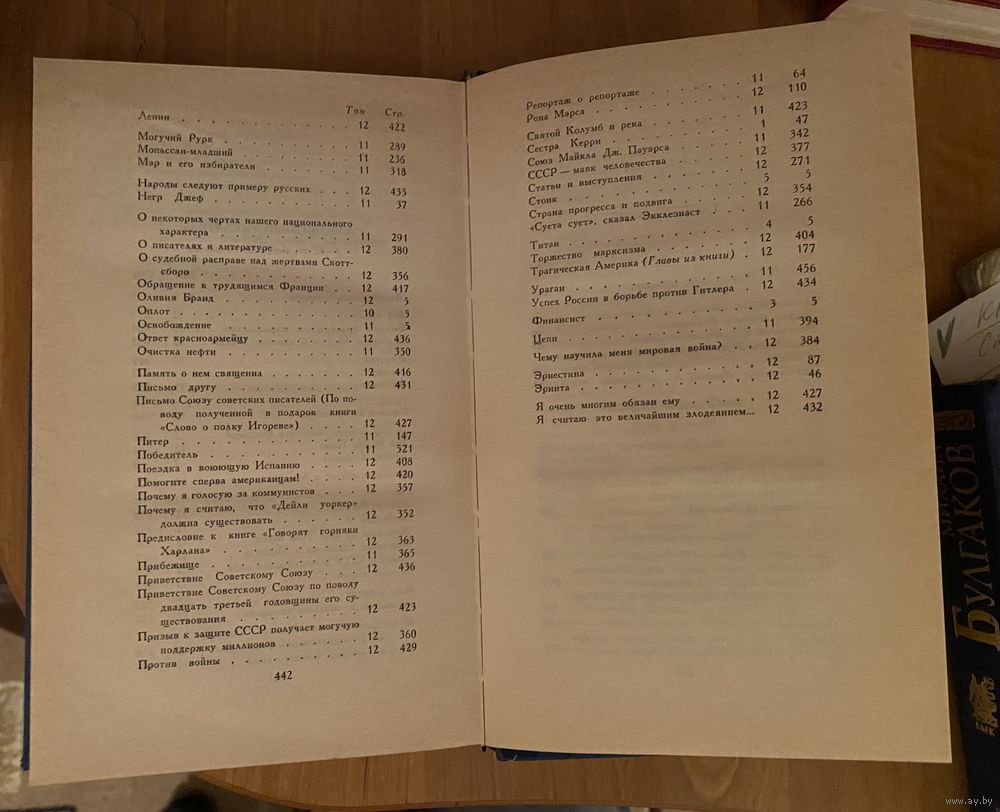 Том Стр.
Ленин . . . . . . . . . . . . 12 422
Могучий Рурк . . . . . . . . . 11 289
Мопассан-младший . . . . . . . 11 236
Мэр и его избиратели . . . . . . 11 318
Народы следуют примеру русских . . . 12 435
Негр Джеф . . . . . . . . . . 11 37
О некоторых чертах нашего национального
характера . . . . . . . . . . 11 291
О писателях и литературе . . . . . 12 380
О судебной расправе над жертвами Скотт-
сборо . . . . . . . . . . . 12 356
Обращение к трудящимся Франции . . 12 417
Оливия Бранд . . . . . . . . . 12 5
Оплот . . . . . . . . . . . . 10 5
Освобождение . . . . . . . . . 11 5
Ответ красноармейцу . . . . . . . 12 436
Очистка нефти . . . . . . . . . 11 350
Память о нем священна . . . . . . 12 416
Письмо другу . . . . . . . . . 12 431
Письмо Союзу советских писателей (По по-
воду полученной в подарок книги
«Слово о полку Игореве») . . . . 12 427
Питер . . . . . . . . . . . . 11 147
Победитель . . . . . . . . . . 11 521
Поездка в воюющую Испанию . . . . 12 408
Помогите сперва американцам! . . . . 12 420
Почему я голосую за коммунистов . . . 12 357
Почему я считаю, что «Дейли уоркер»
должна существовать . . . . . . 12 352
Предисловие к книге «Говорят горняки
Харлана» . . . . . . . . . . 12 363
Прибежище . . . . . . . . . . 11 365
Приветствие Советскому Союзу . . . 12 436
Приветствие Советскому Союзу по поводу
двадцать третьей годовщины его су-
ществования . . . . . . . . . 12 423
Призыв к защите СССР получает могучую
поддержку миллионов . . . . . . 12 360
Против войны . . . . . . . . . 12 429
442
Репортаж о репортаже . . . . . . 11 64
Рона Мэрса . . . . . . . . . . 12 110
Святой Колумб и река . . . . . . 11 423
Сестра Керри . . . . . . . . . 1 47
Союз Майкла Дж. Пауэрса . . . . . 11 342
СССР — маяк человечества . . . . . 12 377
Статьи и выступления . . . . . . 12 271
Стоик . . . . . . . . . . . . 5 5
Страна прогресса и подвига . . . . . 12 354
«Суета сует», сказал Экклезиаст . . . 11 266
Титан . . . . . . . . . . . . 4 5
Торжество марксизма . . . . . . . 12 404
Трагическая Америка (Главы из книги) . 12 177
Ураган . . . . . . . . . . . 11 456
Успех России в борьбе против Гитлера . 12 434
Финансист . . . . . . . . . . 3 5
Цепи . . . . . . . . . . . . 11 394
Чему научила меня мировая война? . . 12 384
Эрнестина . . . . . . . . . . 12 87
Эрнита . . . . . . . . . . . 12 46
Я очень многим обязан ему . . . . . 12 427
Я считаю это величайшим злодеянием... 12 432
БУЛГАКОВ
www.ay.by